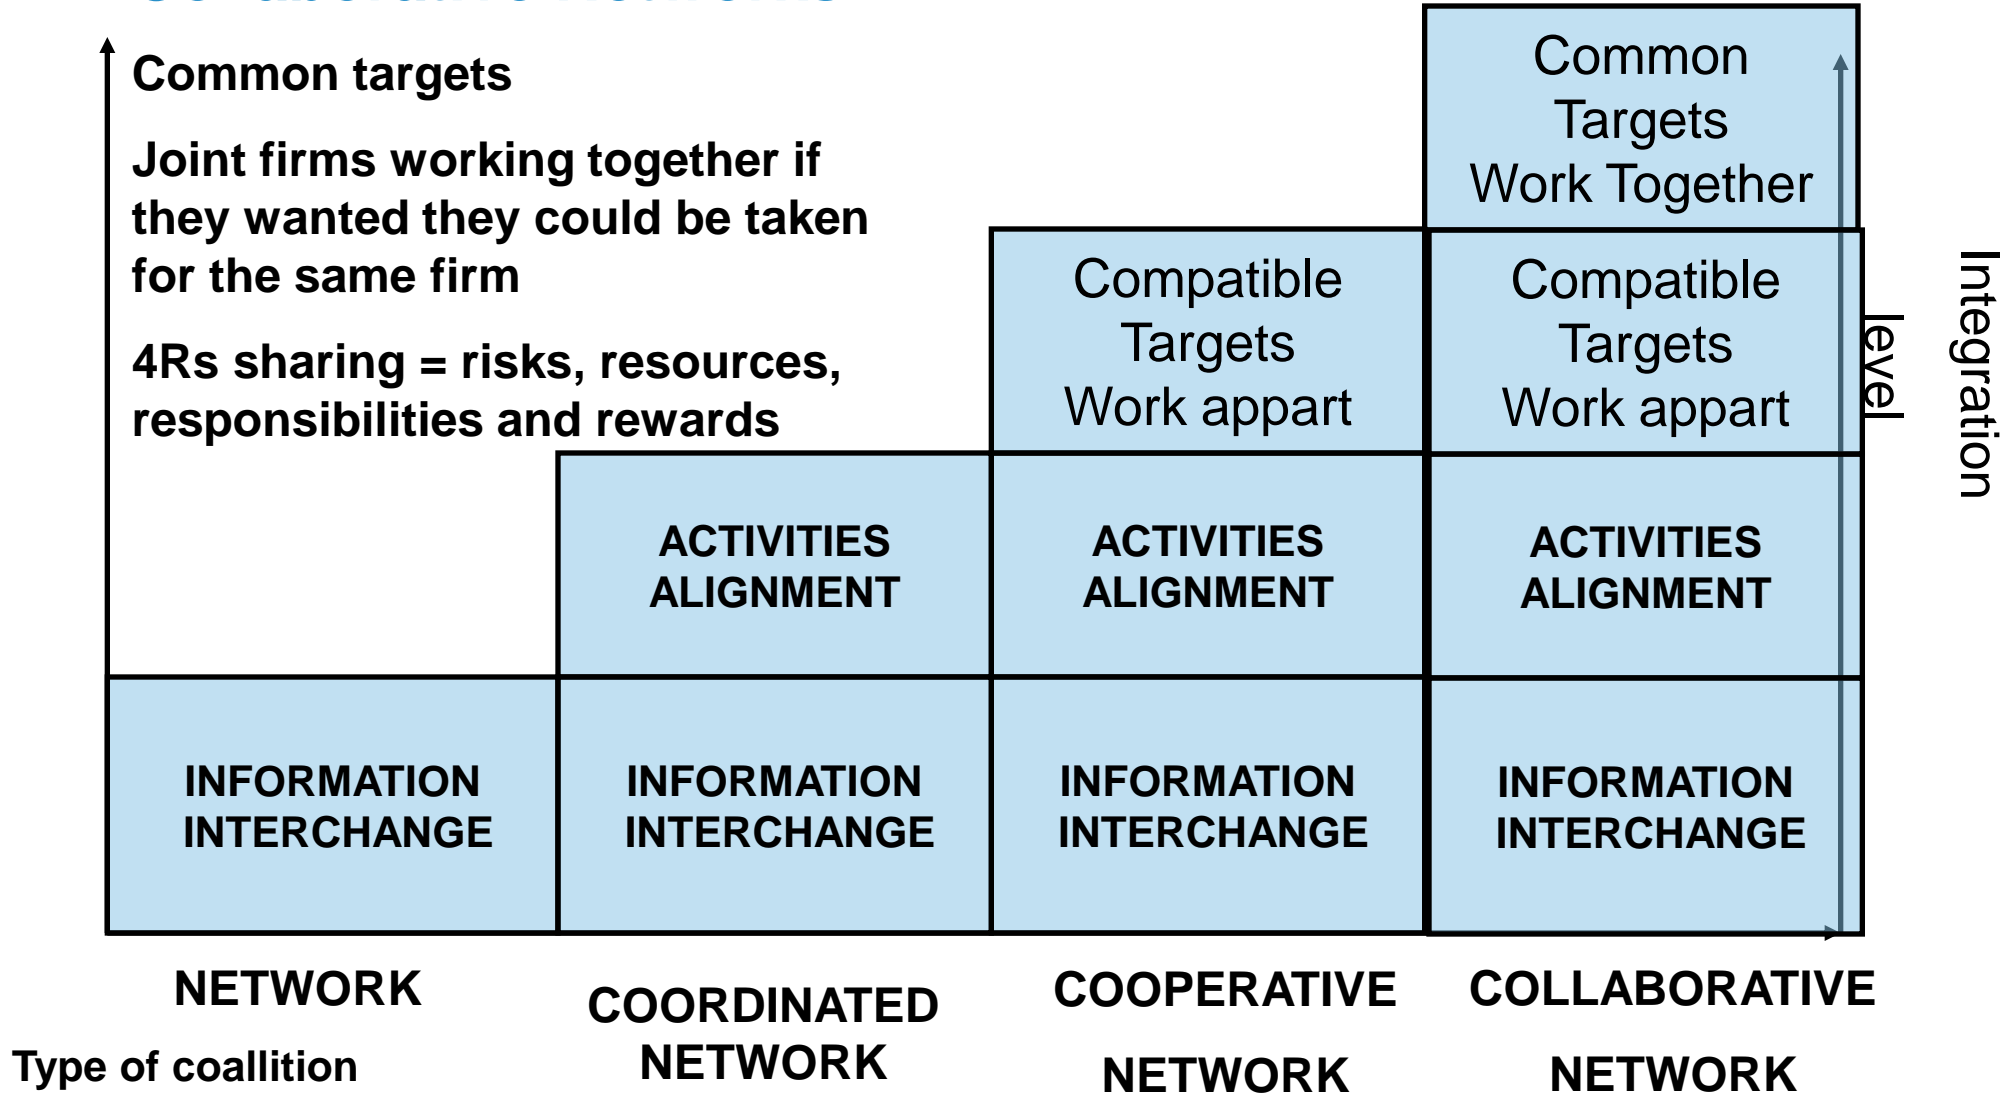 Collaborative Networks
Common targets
Joint firms working together if
they wanted they could be taken
for the same firm
4Rs sharing = risks, resources,
responsibilities and rewards
Common
Targets
Work Together
Compatible
Targets
Work appart
Compatible
Targets
Work appart
Integration
level
ACTIVITIES
ALIGNMENT
ACTIVITIES
ALIGNMENT
ACTIVITIES
ALIGNMENT
INFORMATION
INTERCHANGE
INFORMATION
INTERCHANGE
INFORMATION
INTERCHANGE
INFORMATION
INTERCHANGE
NETWORK
COORDINATED
NETWORK
COOPERATIVE
NETWORK
COLLABORATIVE
NETWORK
Type of coallition